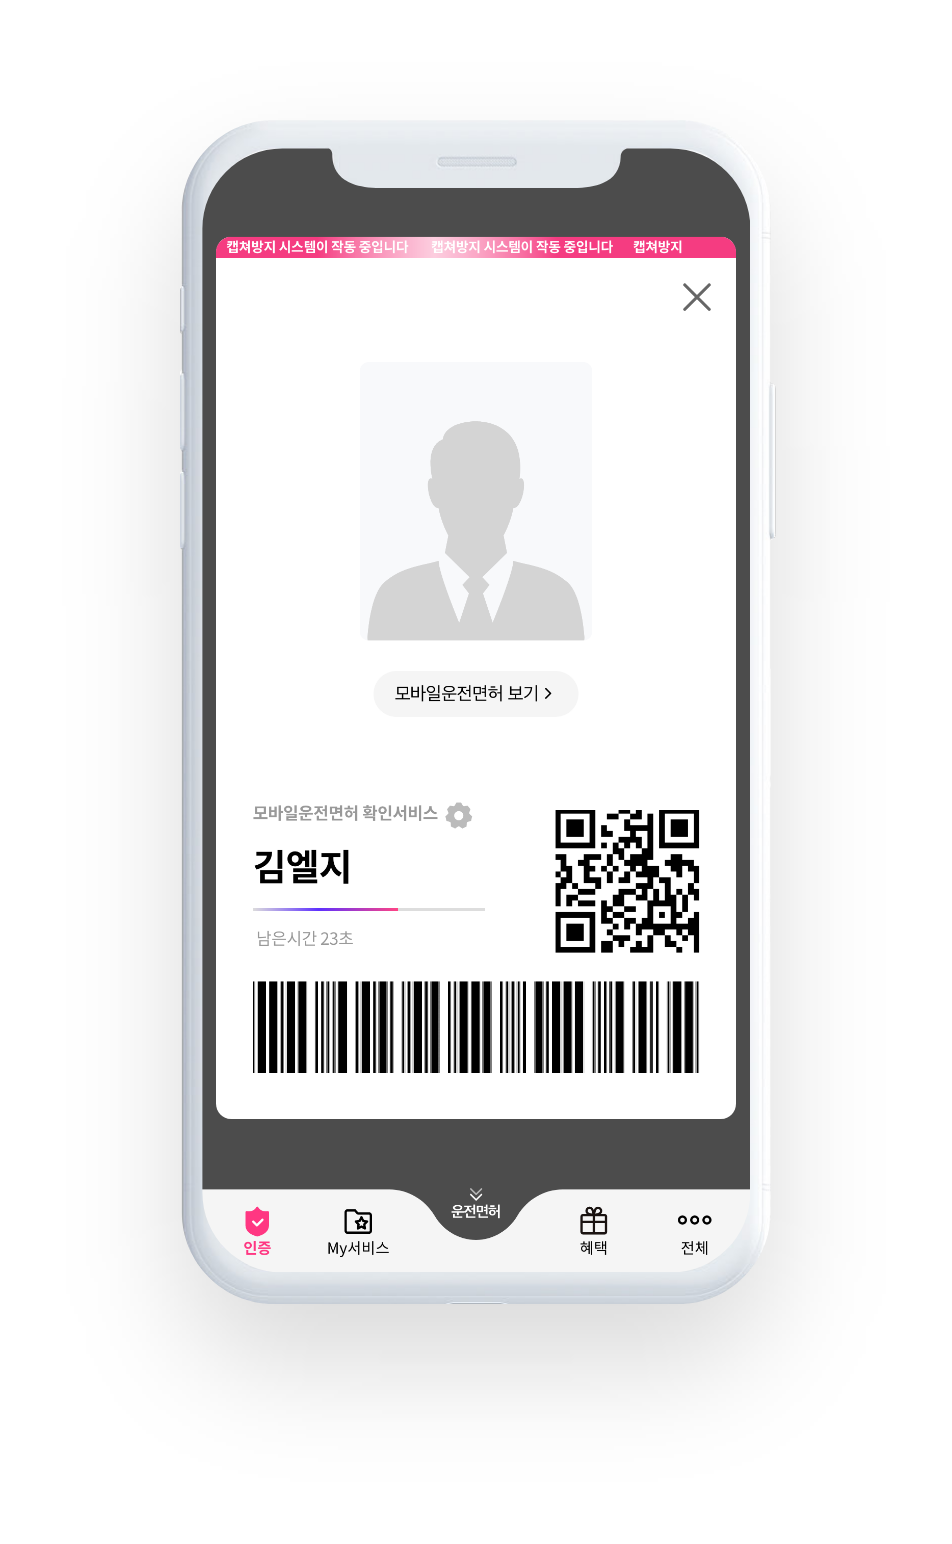 캡쳐방지 시스템이 작동 중입니다 캡쳐방지 시스템이 작동 중입니다 캡쳐방지
모바일운전면허 보기
모바일운전면허 확인서비스
김엘지
남은시간 23초
운전면허
인증 My서비스 혜택 전체